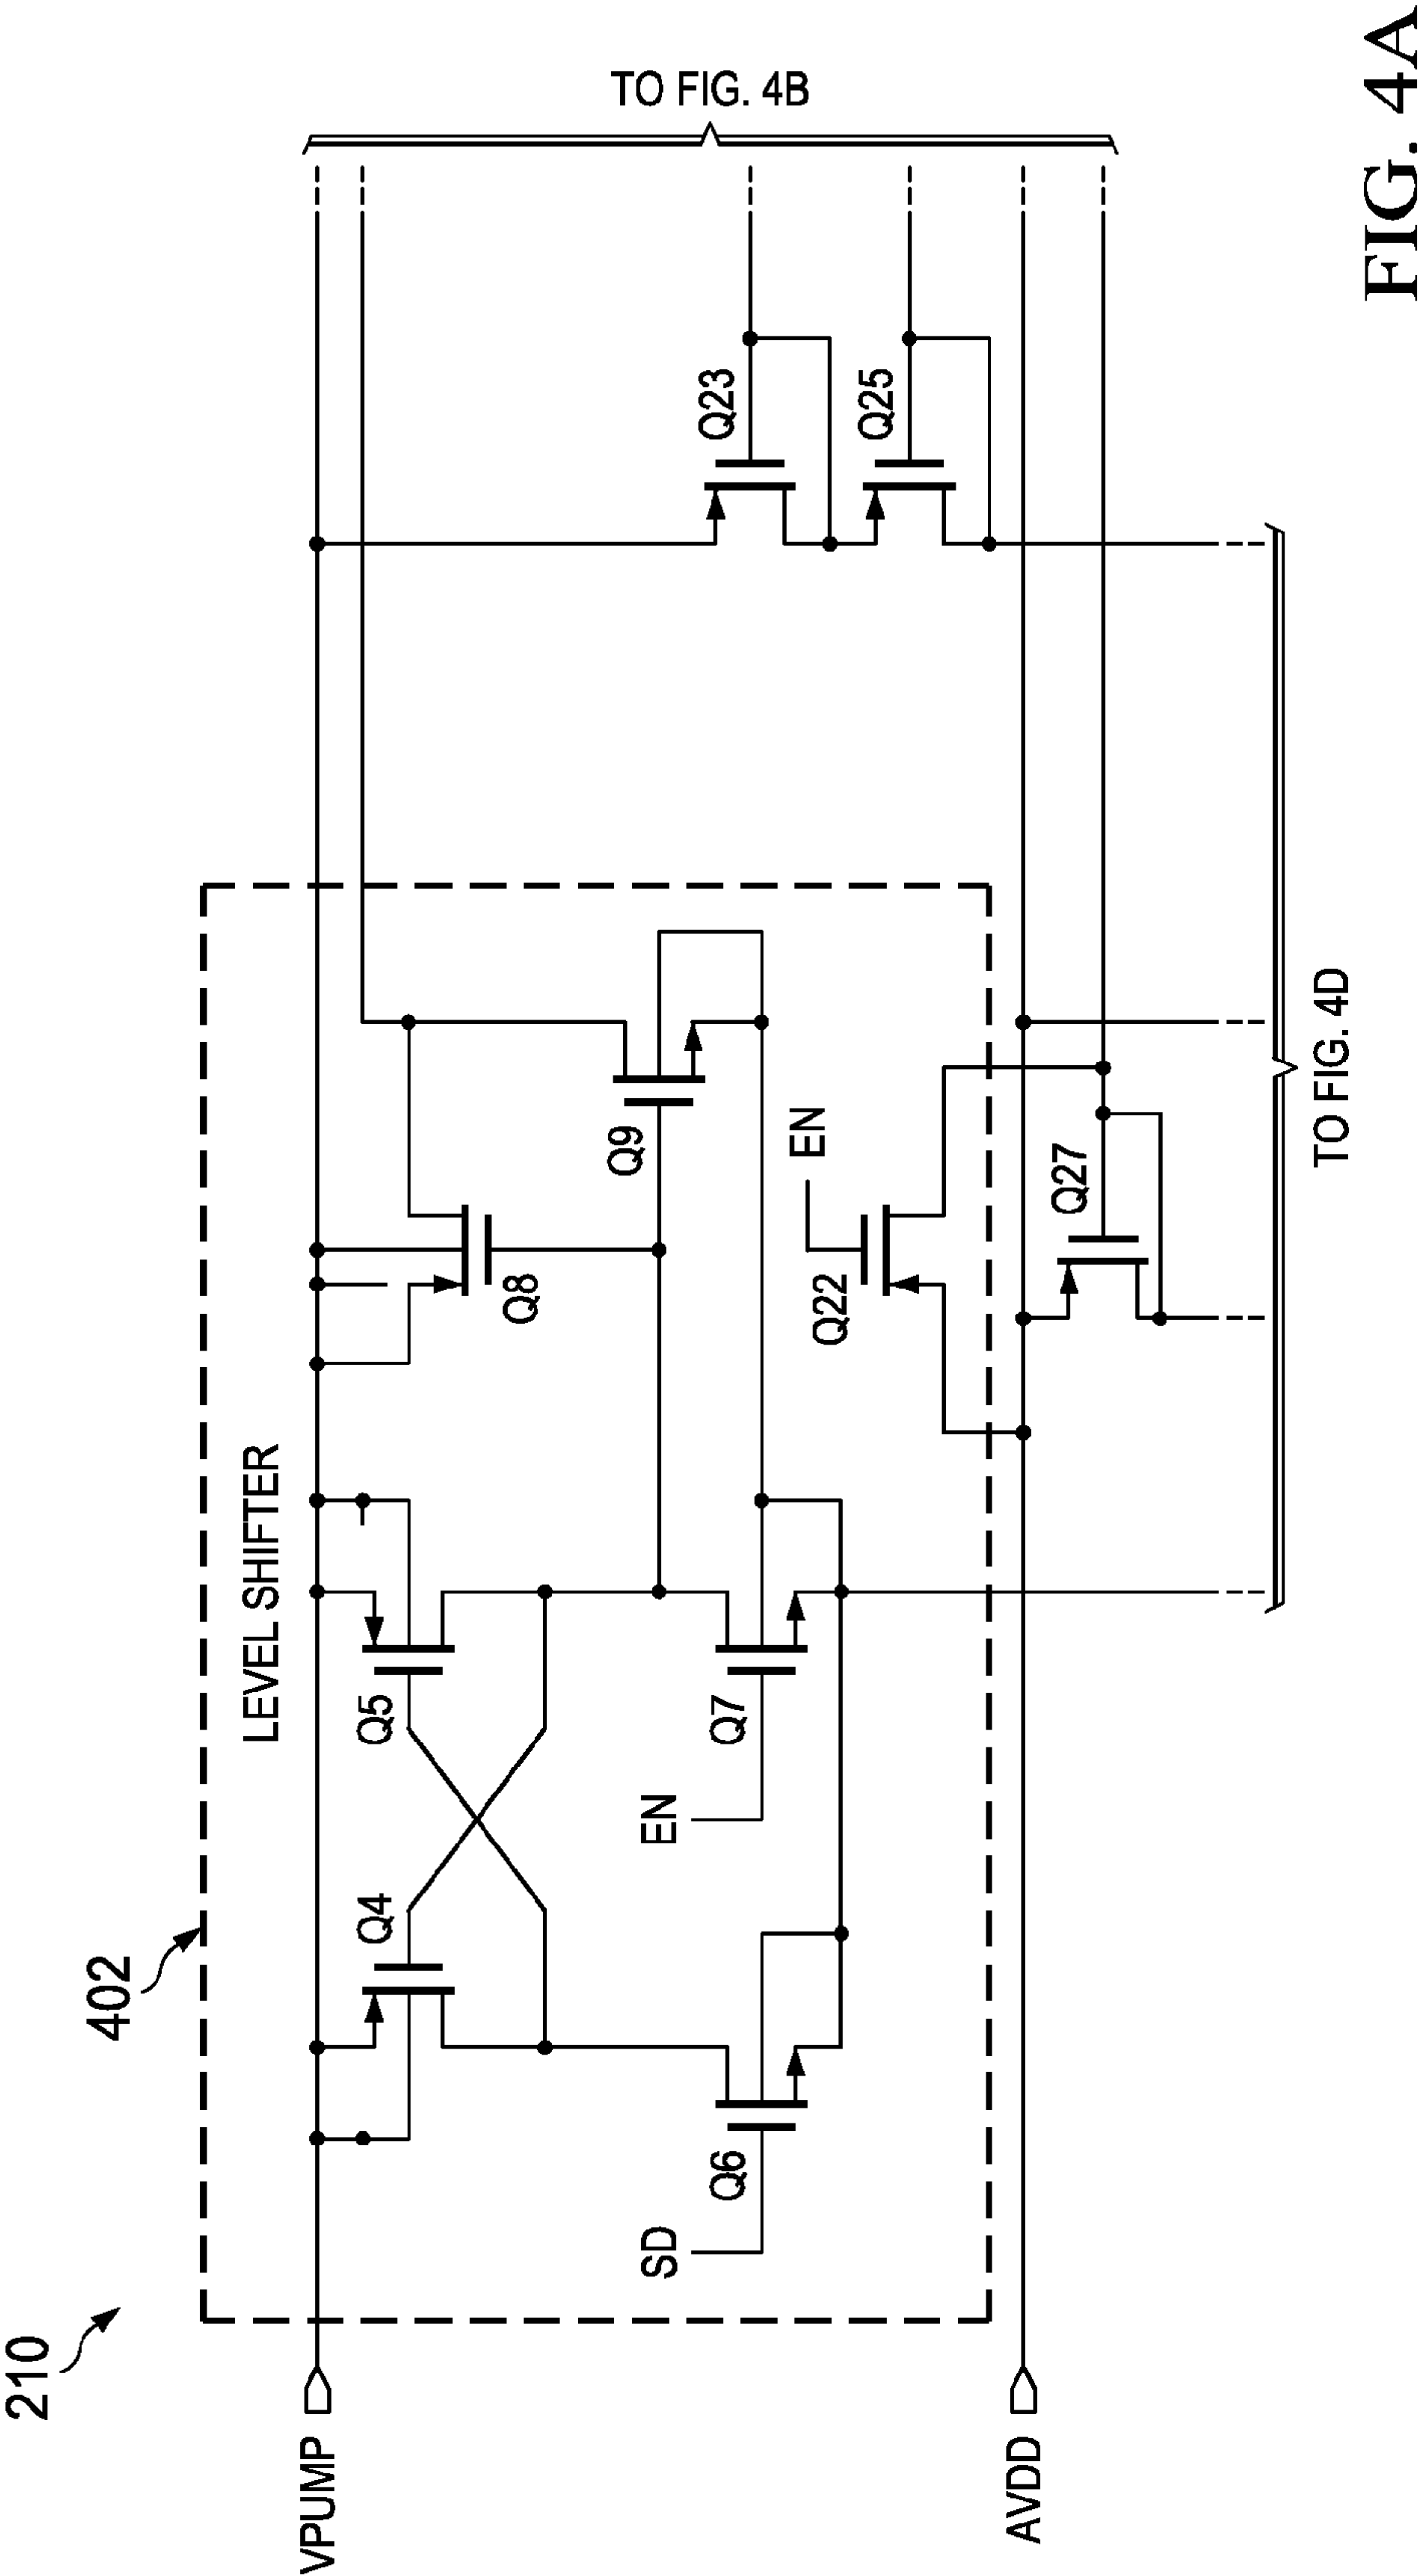 210
402
LEVEL SHIFTER
VPUMP
Q4
Q5
Q8
Q9
SD
Q6
EN
Q7
EN
Q22
Q23
Q25
AVDD
Q27
TO FIG. 4B
TO FIG. 4D
FIG. 4A